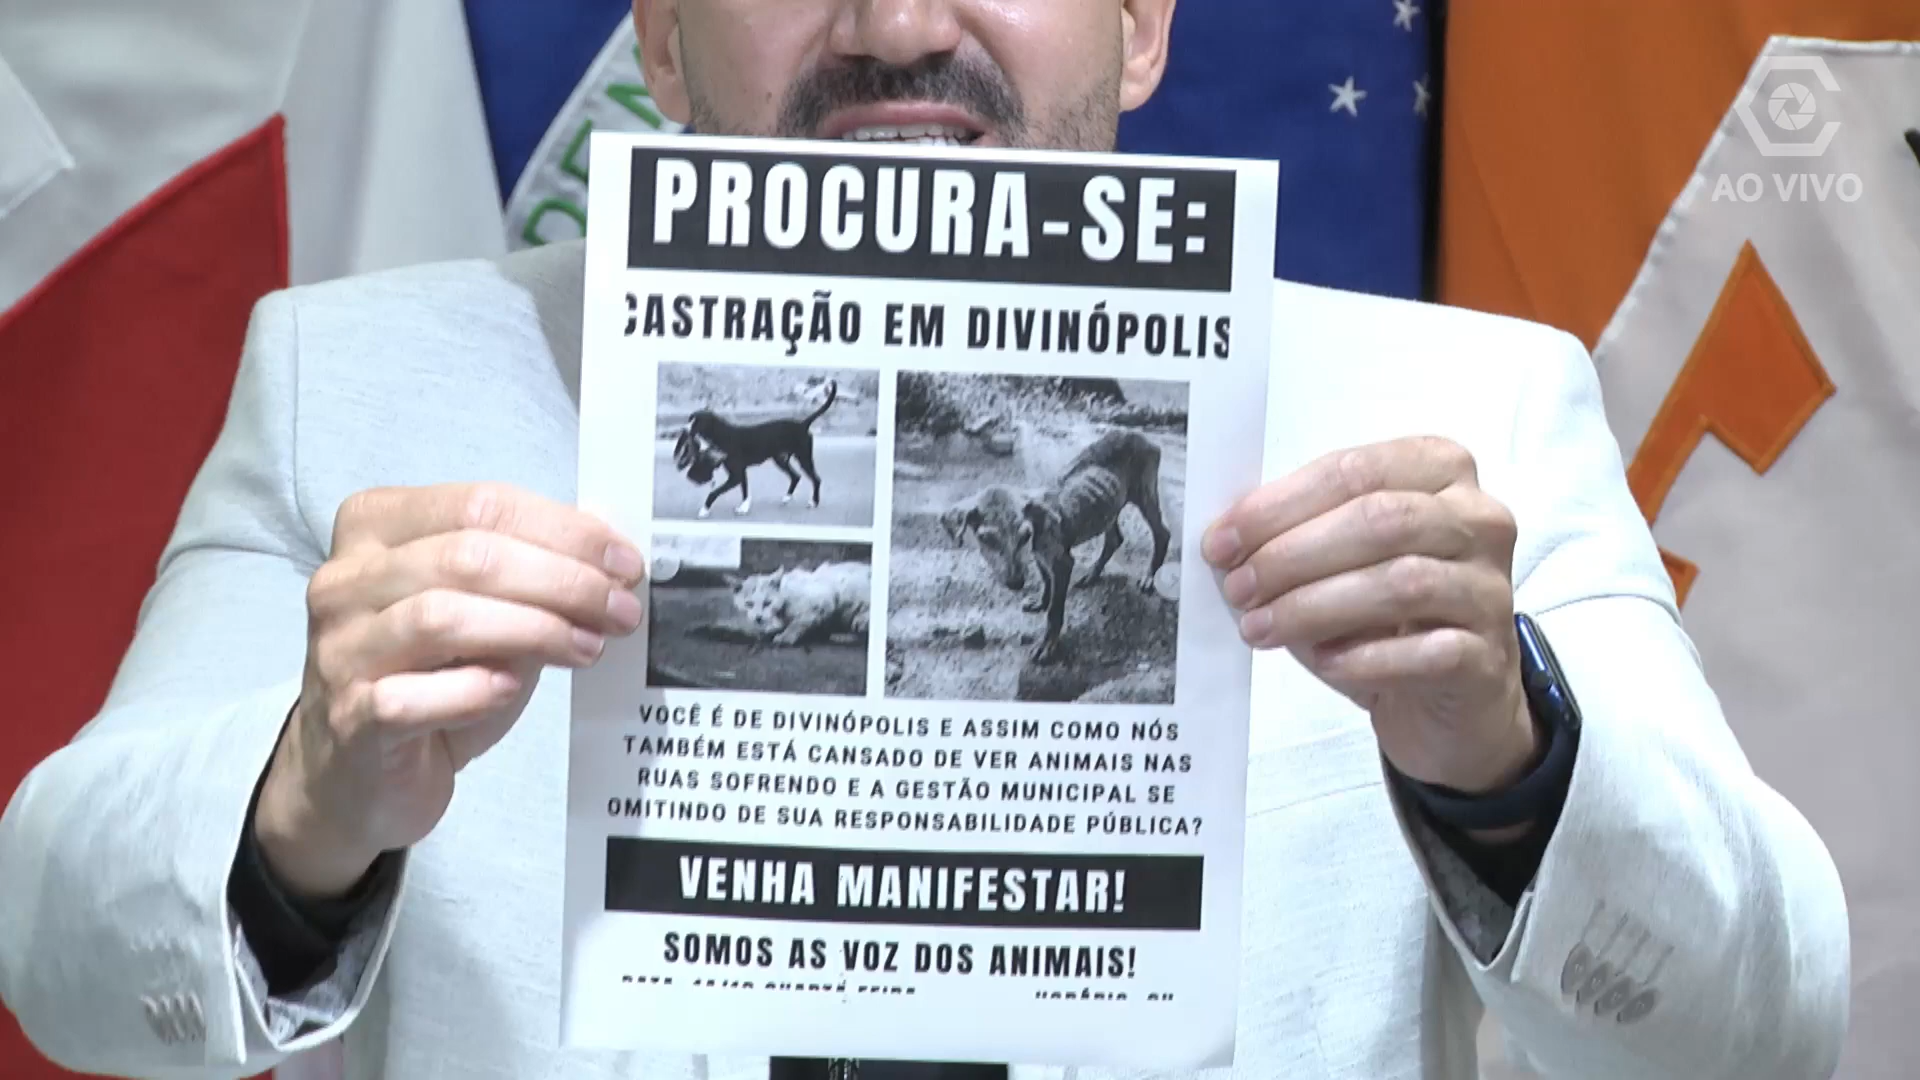 DEM
AO VIVO
PROCURA-SE:
CASTRAÇÃO EM DIVINÓPOLIS
VOCÊ É DE DIVINÓPOLIS E ASSIM COMO NÓS
TAMBÉM ESTÁ CANSADO DE VER ANIMAIS NAS
RUAS SOFRENDO E A GESTÃO MUNICIPAL SE
OMITINDO DE SUA RESPONSABILIDADE PÚBLICA?
VENHA MANIFESTAR!
SOMOS AS VOZ DOS ANIMAIS!